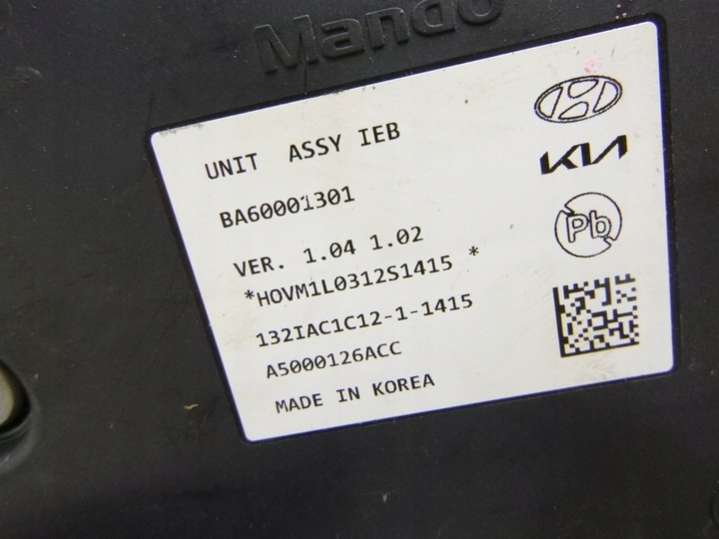 Mando
UNIT ASSY IEB
BA60001301
VER. 1.04 1.02
*HOVM1L0312S1415 *
132IAC1C12-1-1415
A5000126ACC
MADE IN KOREA
KIA
Pb